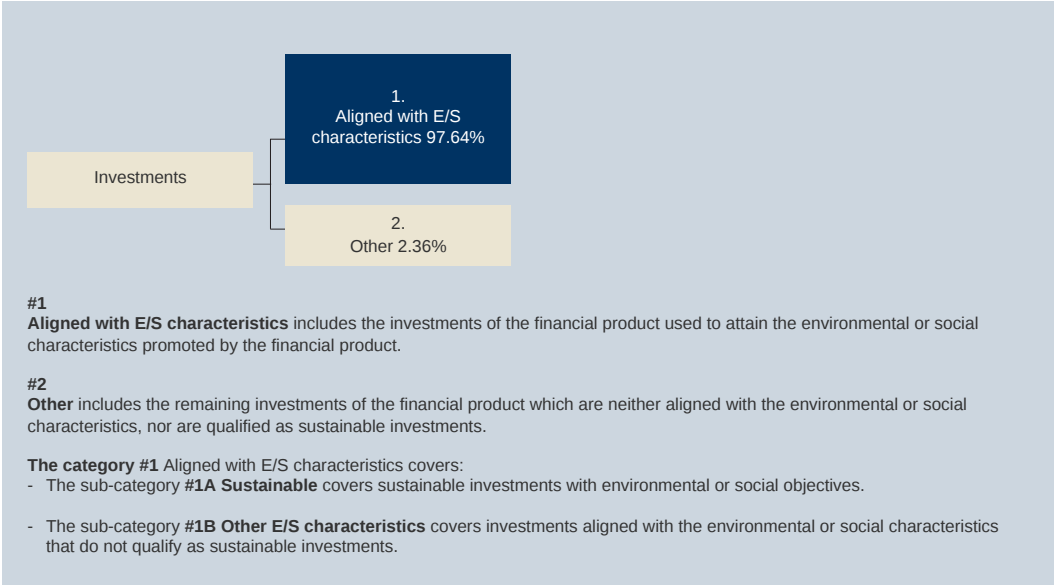 1.
Aligned with E/S
characteristics 97.64%
Investments
2.
Other 2.36%
#1
Aligned with E/S characteristics includes the investments of the financial product used to attain the environmental or social
characteristics promoted by the financial product.
#2
Other includes the remaining investments of the financial product which are neither aligned with the environmental or social
characteristics, nor are qualified as sustainable investments.
The category #1 Aligned with E/S characteristics covers:
- The sub-category #1A Sustainable covers sustainable investments with environmental or social objectives.
- The sub-category #1B Other E/S characteristics covers investments aligned with the environmental or social characteristics
that do not qualify as sustainable investments.